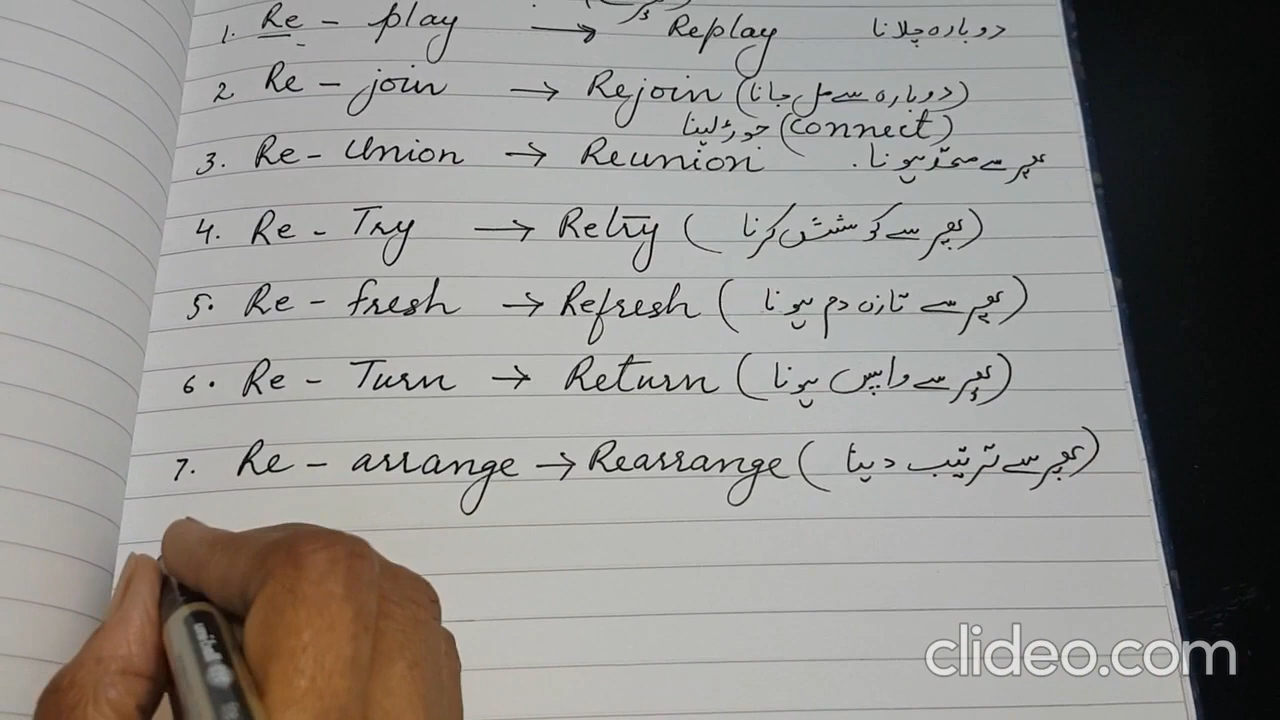 1. Re - play → Replay دوبارہ چلانا
2 Re - join → Rejoin (دوبارہ سے مل جانا)
جوڑ لینا (connect)
3. Re - Union → Reunion پھر سے متحد ہونا.
4. Re - Try → Retry (پھر سے کوشش کرنا)
5. Re - fresh → Refresh (پھر سے تازہ دم ہونا)
6. Re - Turn → Return (پھر سے واپس ہونا)
7. Re - arrange → Rearrange (پھر سے ترتیب دینا)
clideo.com